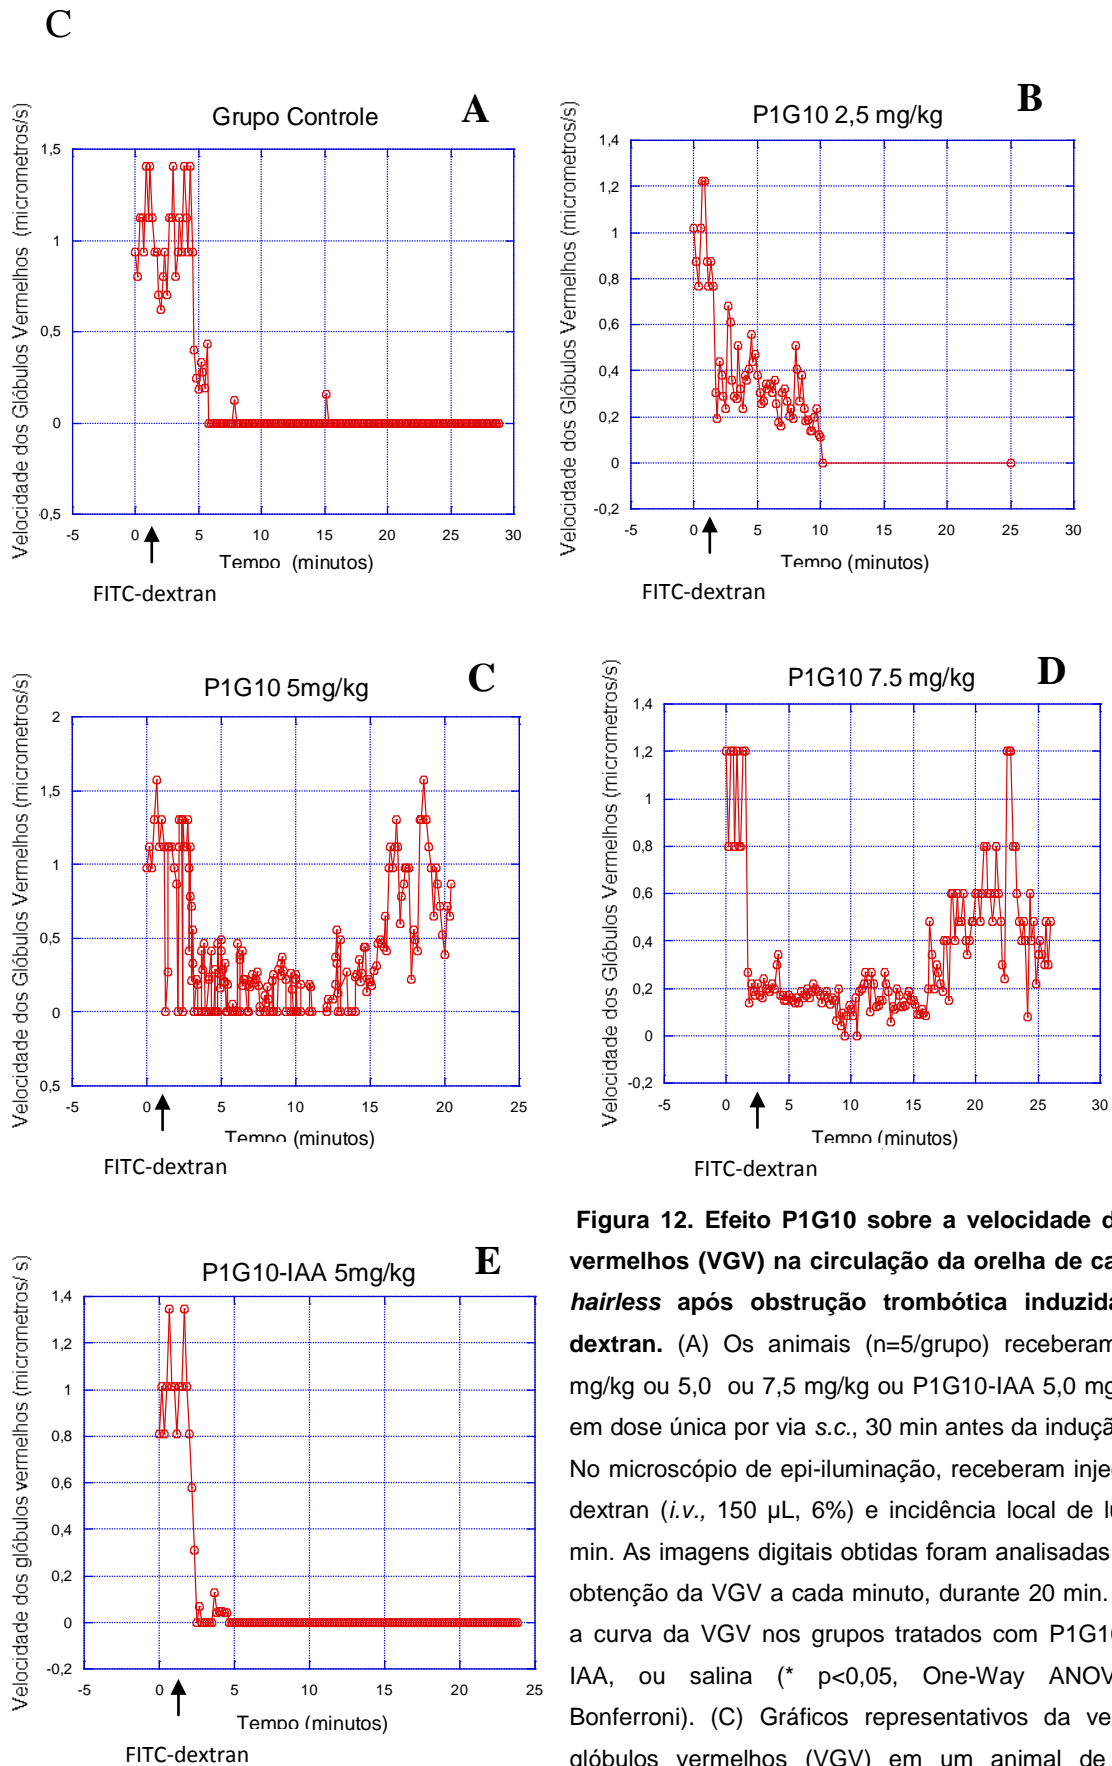 C
Grupo Controle
A
Velocidade dos Glóbulos Vermelhos (micrometros/s)
1,5
1
0,5
0
0,5
-5 0 5 10 15 20 25 30
Tempo (minutos)
FITC-dextran
P1G10 2,5 mg/kg
B
Velocidade dos Glóbulos Vermelhos (micrometros/s)
1,4
1,2
1
0,8
0,6
0,4
0,2
0
-0,2
-5 0 5 10 15 20 25 30
Tempo (minutos)
FITC-dextran
P1G10 5mg/kg
C
Velocidade dos Glóbulos Vermelhos (micrometros/s)
2
1,5
1
0,5
0
0,5
-5 0 5 10 15 20 25
Tempo (minutos)
FITC-dextran
P1G10 7.5 mg/kg
D
Velocidade dos Glóbulos Vermelhos (micrometros/s)
1,4
1,2
1
0,8
0,6
0,4
0,2
0
-0,2
-5 0 5 10 15 20 25 30
Tempo (minutos)
FITC-dextran
P1G10-IAA 5mg/kg
E
Velocidade dos glóbulos vermelhos (micrometros/ s)
1,4
1,2
1
0,8
0,6
0,4
0,2
0
-0,2
-5 0 5 10 15 20 25
Tempo (minutos)
FITC-dextran
Figura 12. Efeito P1G10 sobre a velocidade d
vermelhos (VGV) na circulação da orelha de ca
hairless após obstrução trombótica induzida
dextran. (A) Os animais (n=5/grupo) receberam
mg/kg ou 5,0 ou 7,5 mg/kg ou P1G10-IAA 5,0 mg
em dose única por via s.c., 30 min antes da induçã
No microscópio de epi-iluminação, receberam inje
dextran (i.v., 150 µL, 6%) e incidência local de l
min. As imagens digitais obtidas foram analisadas
obtenção da VGV a cada minuto, durante 20 min.
a curva da VGV nos grupos tratados com P1G1
IAA, ou salina (* p<0,05, One-Way ANOV
Bonferroni). (C) Gráficos representativos da ve
glóbulos vermelhos (VGV) em um animal de